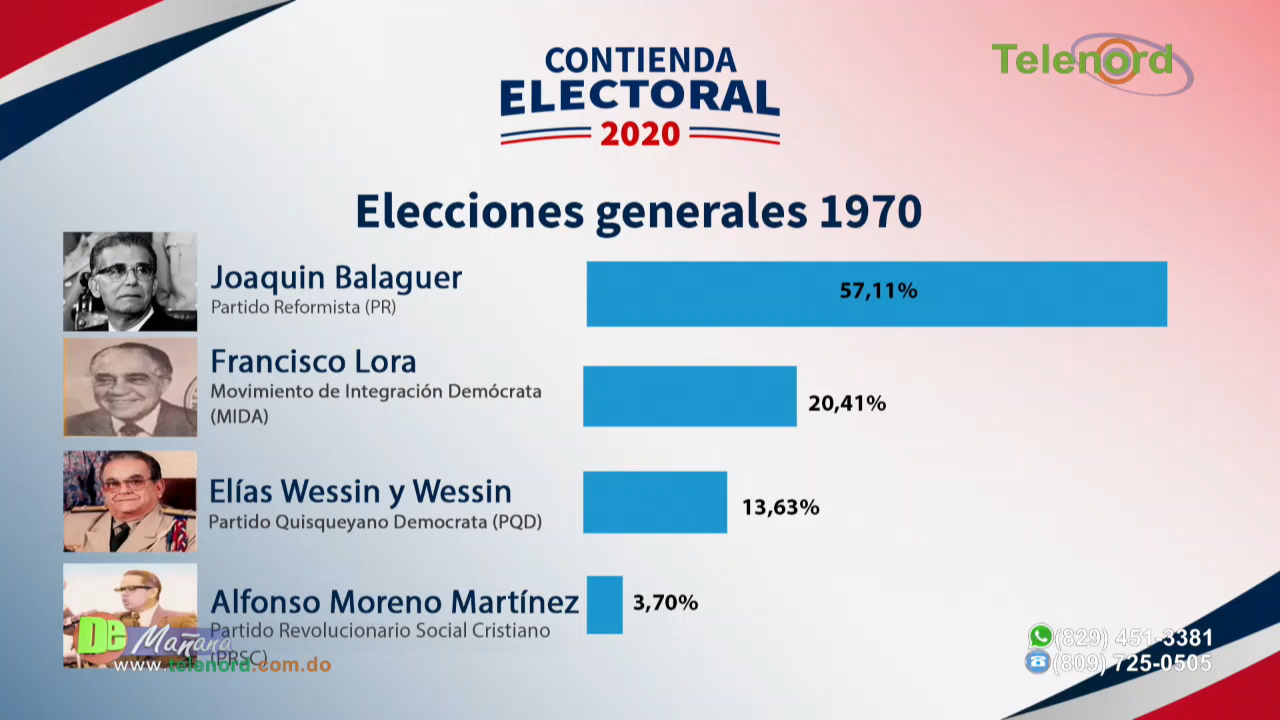 CONTIENDA
ELECTORAL
2020
Telenord
Elecciones generales 1970
Joaquin Balaguer
Partido Reformista (PR)
57,11%
Francisco Lora
Movimiento de Integración Demócrata
(MIDA)
20,41%
Elías Wessin y Wessin
Partido Quisqueyano Democrata (PQD)
13,63%
Alfonso Moreno Martínez
Partido Revolucionario Social Cristiano
(PRSC)
3,70%
De Mañana
www.telenord.com.do
(829) 451-3381
(809) 725-0505